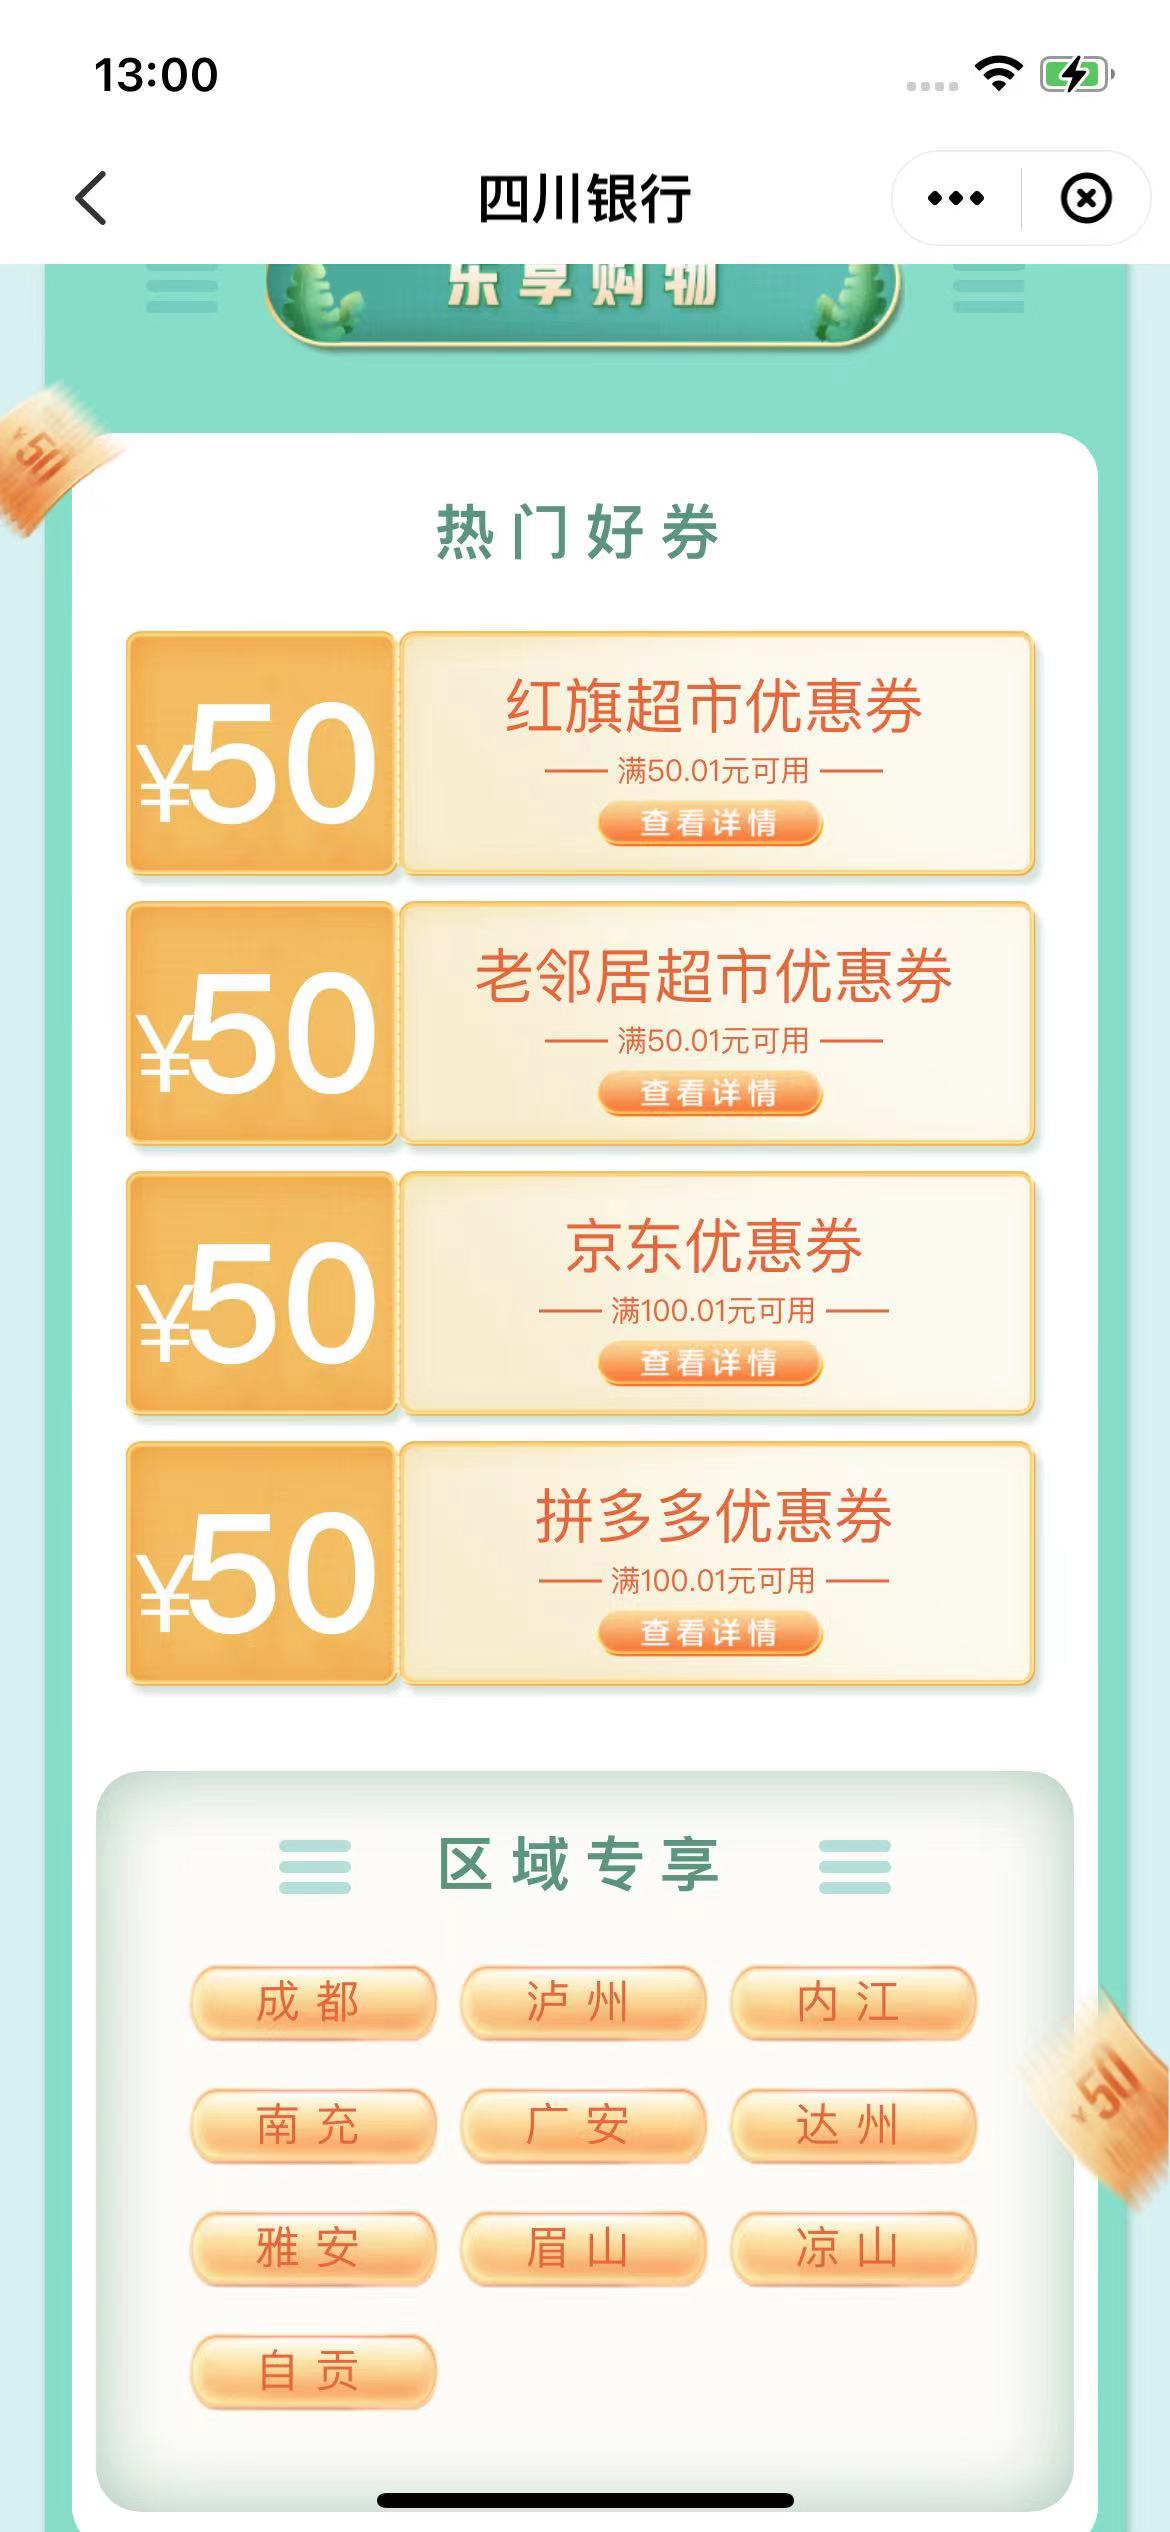 13:00
四川银行
乐享购物
¥50
热门好券
¥50
红旗超市优惠券
满50.01元可用
查看详情
¥50
老邻居超市优惠券
满50.01元可用
查看详情
¥50
京东优惠券
满100.01元可用
查看详情
¥50
拼多多优惠券
满100.01元可用
查看详情
区域专享
成都 泸州 内江
南充 广安 达州
¥50
雅安 眉山 凉山
自贡